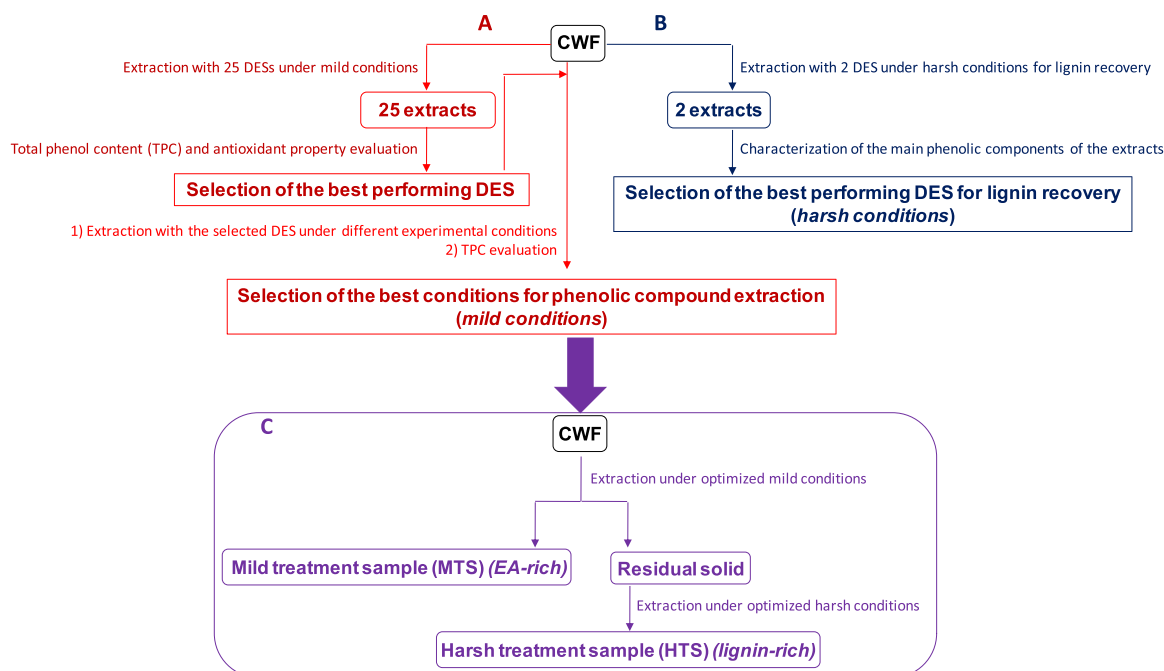 A
CWF
B
Extraction with 25 DESs under mild conditions
Extraction with 2 DES under harsh conditions for lignin recovery
25 extracts
2 extracts
Total phenol content (TPC) and antioxidant property evaluation
Characterization of the main phenolic components of the extracts
Selection of the best performing DES
Selection of the best performing DES for lignin recovery
(harsh conditions)
1) Extraction with the selected DES under different experimental conditions
2) TPC evaluation
Selection of the best conditions for phenolic compound extraction
(mild conditions)
C
CWF
Extraction under optimized mild conditions
Mild treatment sample (MTS) (EA-rich)
Residual solid
Extraction under optimized harsh conditions
Harsh treatment sample (HTS) (lignin-rich)